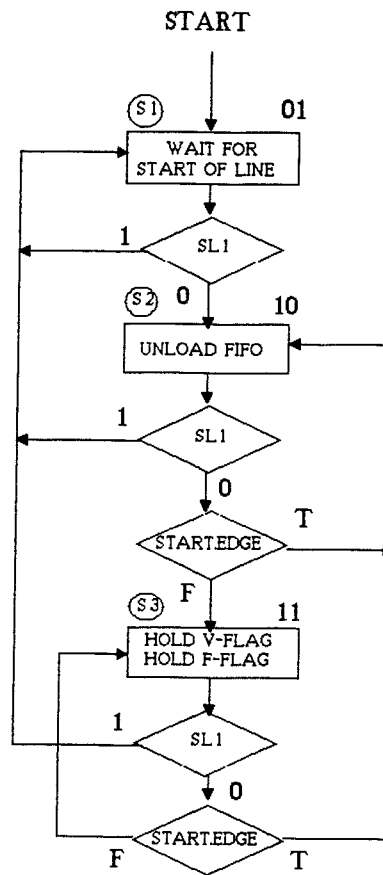 START
S1
01
WAIT FOR
START OF LINE
1
SL1
S2
0
10
UNLOAD FIFO
1
SL1
0
START.EDGE
T
F
S3
11
HOLD V-FLAG
HOLD F-FLAG
1
SL1
0
START.EDGE
F
T